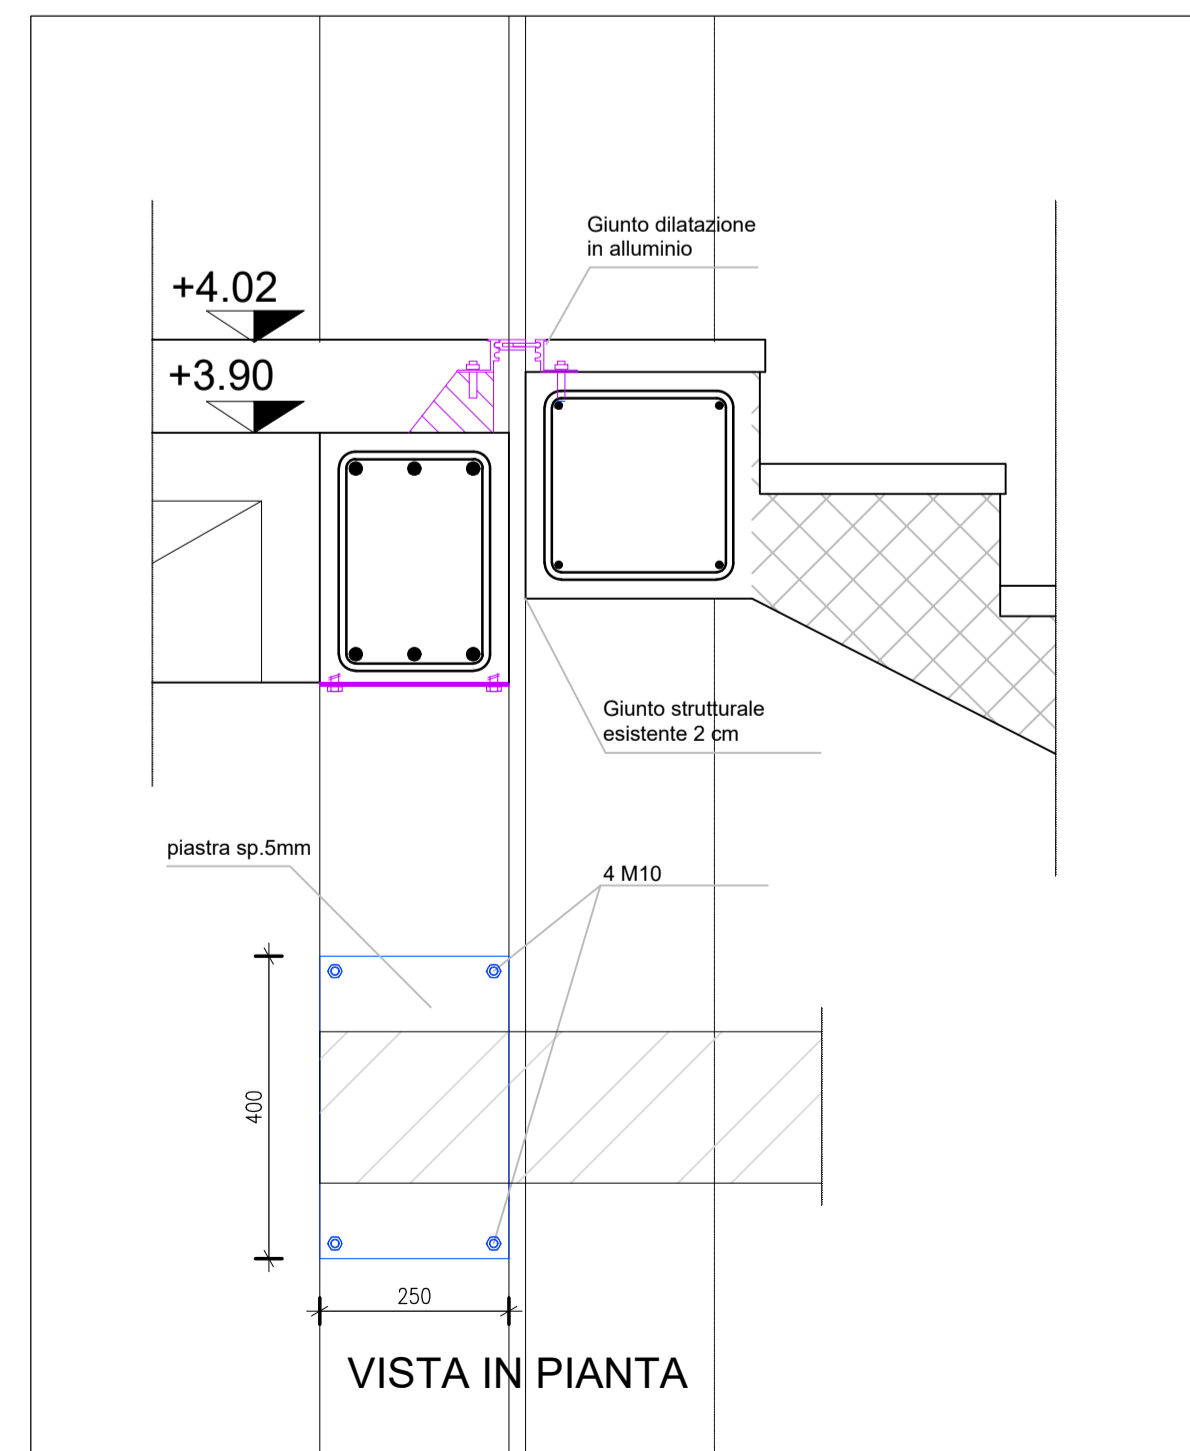 Giunto dilatazione
in alluminio
+4.02
+3.90
Giunto strutturale
esistente 2 cm
piastra sp.5mm
4 M10
400
250
VISTA IN PIANTA